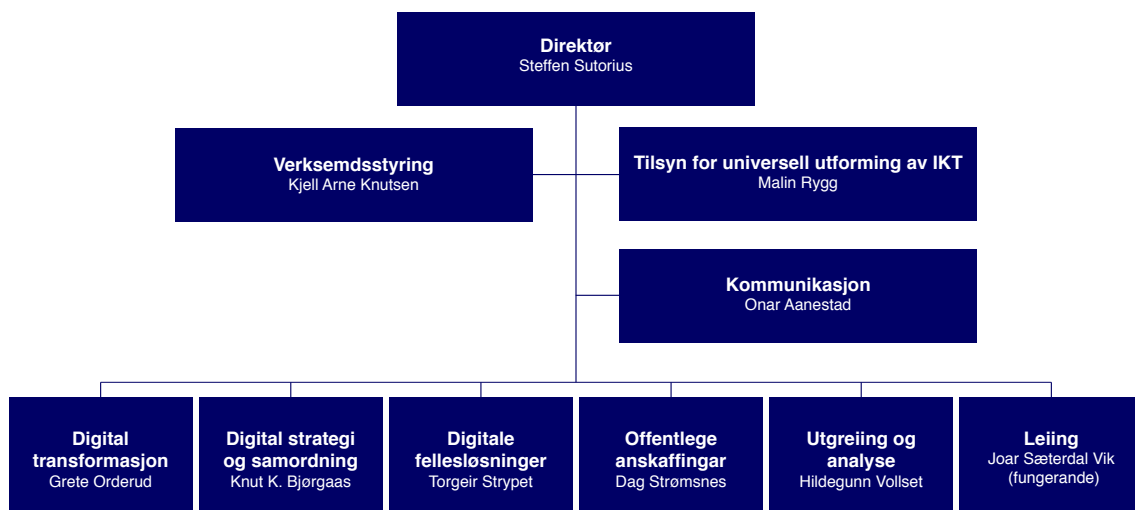 Direktør
Steffen Sutorius
Verksemdsstyring
Kjell Arne Knutsen
Tilsyn for universell utforming av IKT
Malin Rygg
Kommunikasjon
Onar Aanestad
Digital
transformasjon
Grete Orderud
Digital strategi
og samordning
Knut K. Bjørgaas
Digitale
fellesløsninger
Torgeir Strypet
Offentlege
anskaffingar
Dag Strømsnes
Utgreiing og
analyse
Hildegunn Vollset
Leiing
Joar Sæterdal Vik
(fungerande)